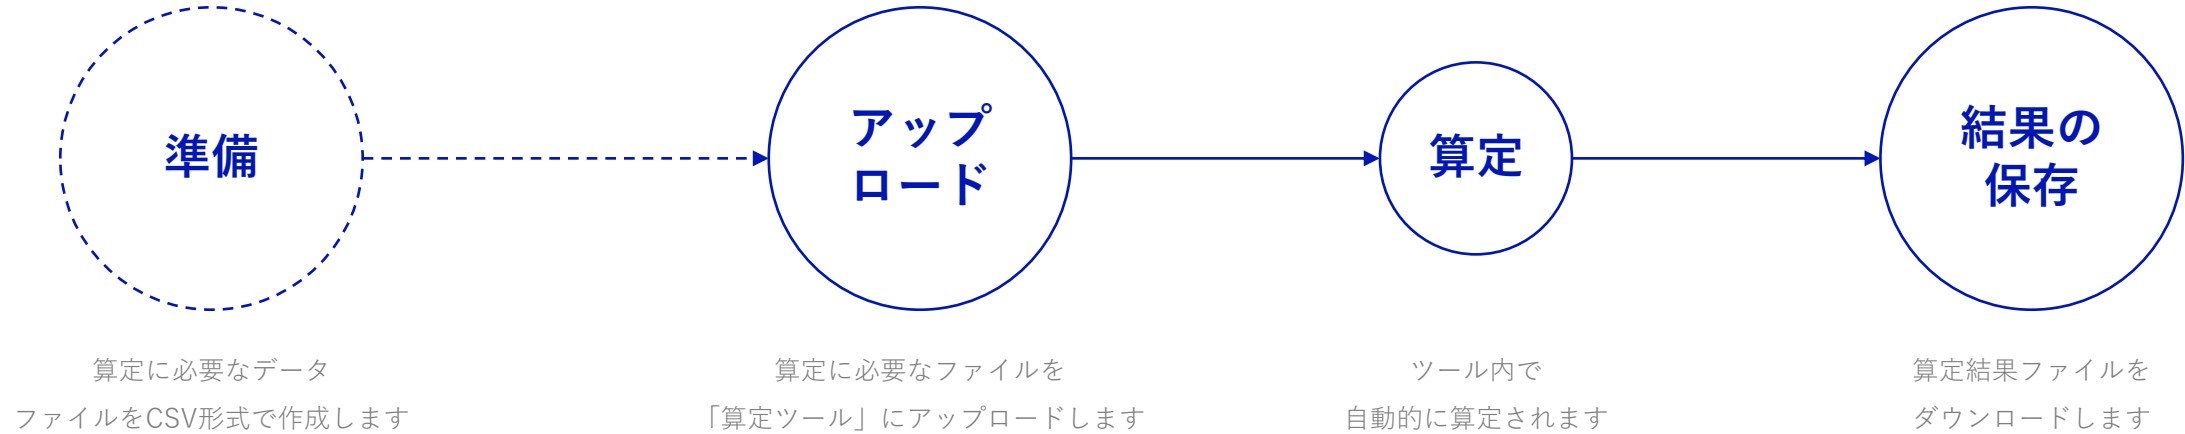 準備
アップ
ロード
算定
結果の
保存
算定に必要なデータ
ファイルをCSV形式で作成します
算定に必要なファイルを
「算定ツール」にアップロードします
ツール内で
自動的に算定されます
算定結果ファイルを
ダウンロードします